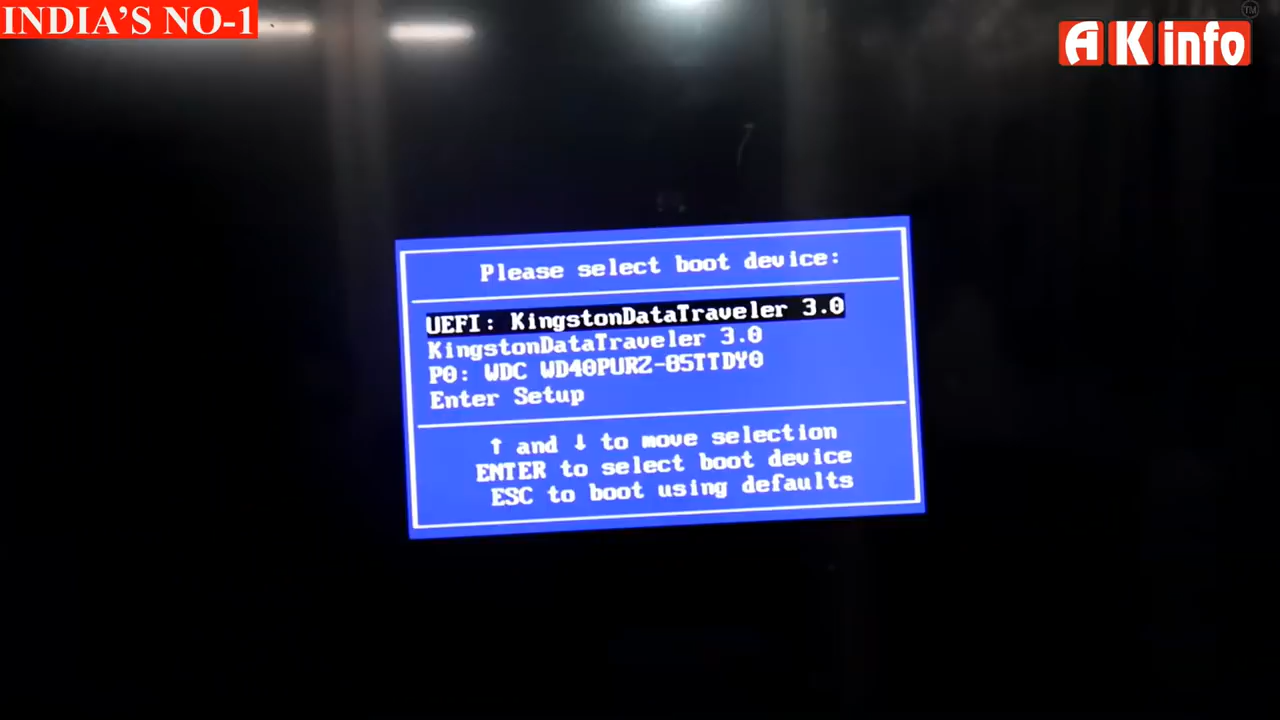 INDIA'S NO-1
TM
AK info
Please select boot device:
UEFI: KingstonDataTraveler 3.0
KingstonDataTraveler 3.0
P0: WDC WD40PURZ-85TTDY0
Enter Setup
↑ and ↓ to move selection
ENTER to select boot device
ESC to boot using defaults